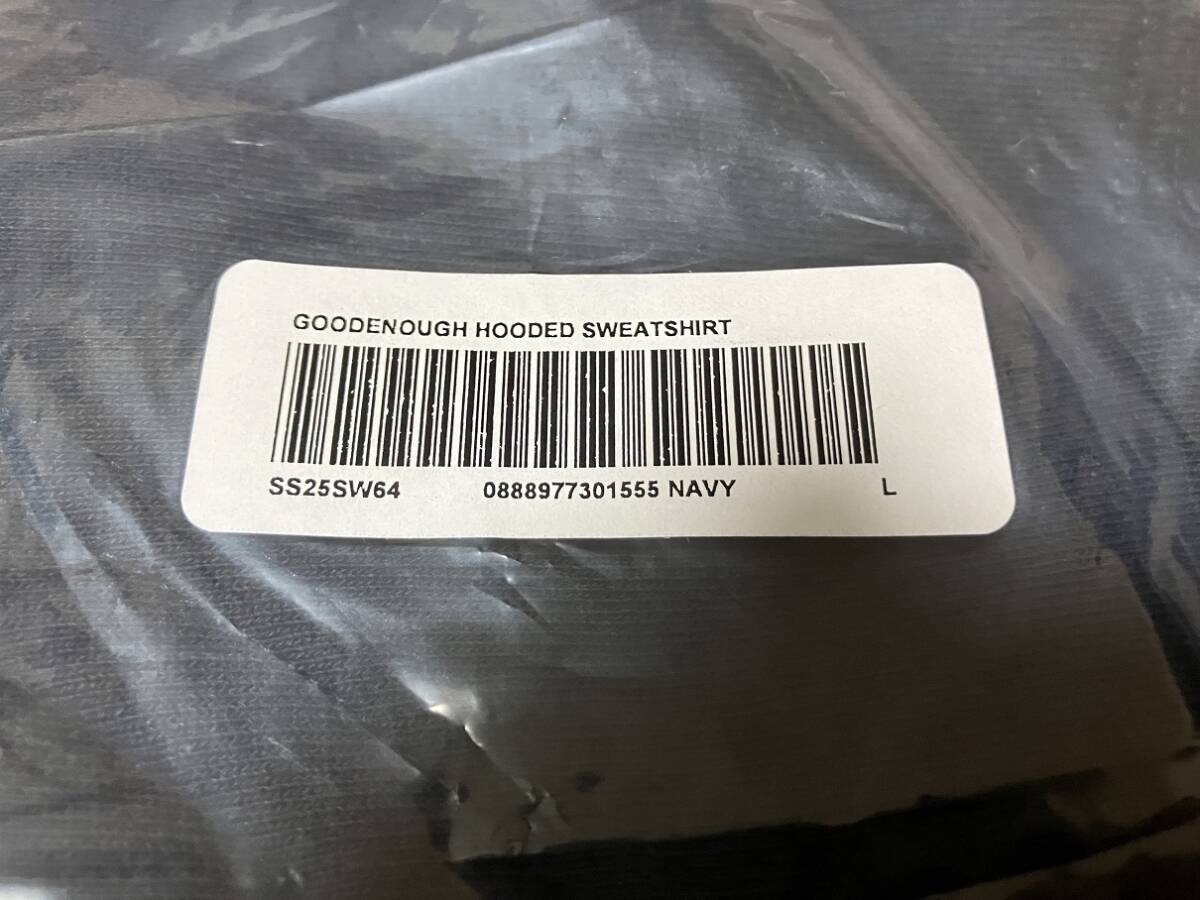 GOODENOUGH HOODED SWEATSHIRT
SS25SW64 0888977301555 NAVY L